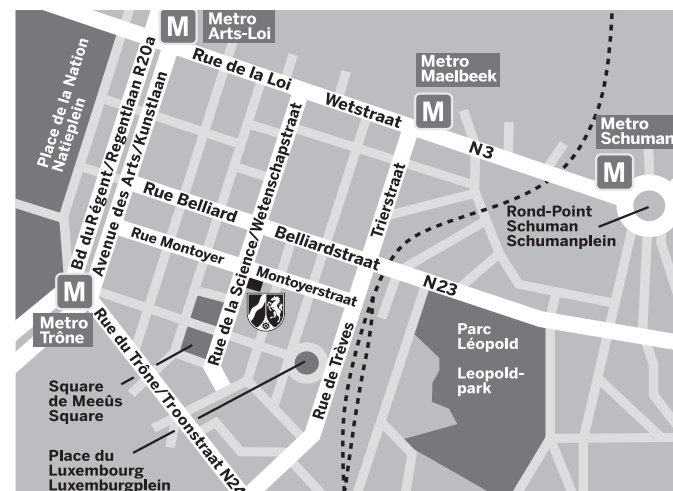 M
Metro
Arts-Loi
Place de la Nation
Natieplein
Bd du Régent/Regentlaan R20a
Avenue des Arts/Kunstlaan
Rue de la Loi
Wetstraat
Metro
Maelbeek
M
N3
Metro
Schuman
M
Rue Belliard
Belliardstraat
Rue de la Science/Wetenschapstraat
Trierstraat
Rond-Point
Schuman
Schumanplein
Rue Montoyer
Montoyerstraat
N23
M
Metro
Trône
Rue du Trône/Troonstraat N24
Rue de Trèves
Parc
Léopold
Leopold-
park
Square
de Meeûs
Square
Place du
Luxembourg
Luxemburgplein